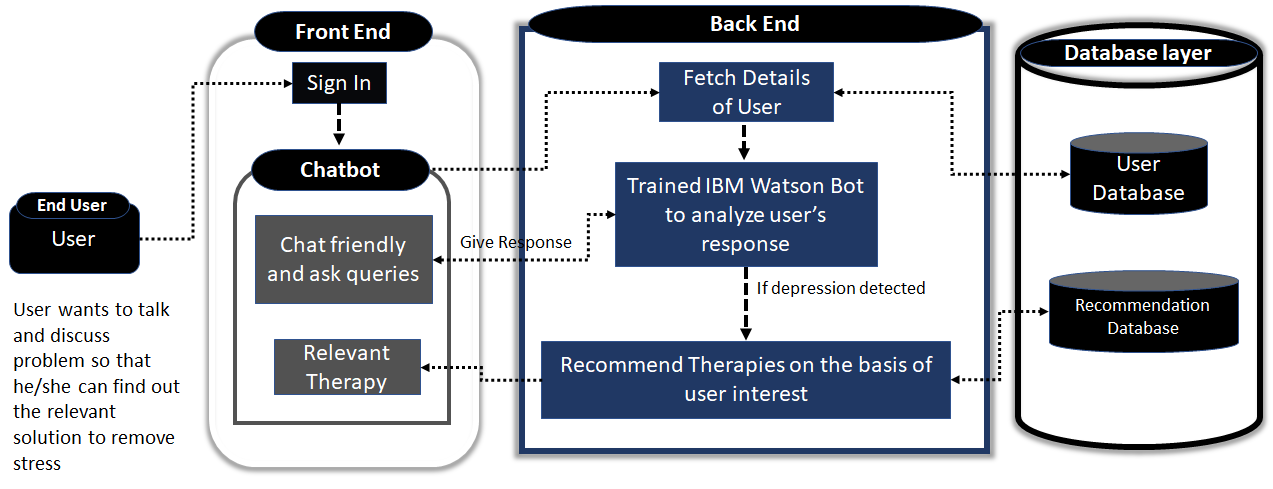 Front End
Sign In
Chatbot
Chat friendly
and ask queries
Relevant
Therapy
End User
User
User wants to talk
and discuss
problem so that
he/she can find out
the relevant
solution to remove
stress
Give Response
Back End
Fetch Details
of User
Trained IBM Watson Bot
to analyze user's
response
If depression detected
Recommend Therapies on the basis of
user interest
Database layer
User
Database
Recommendation
Database